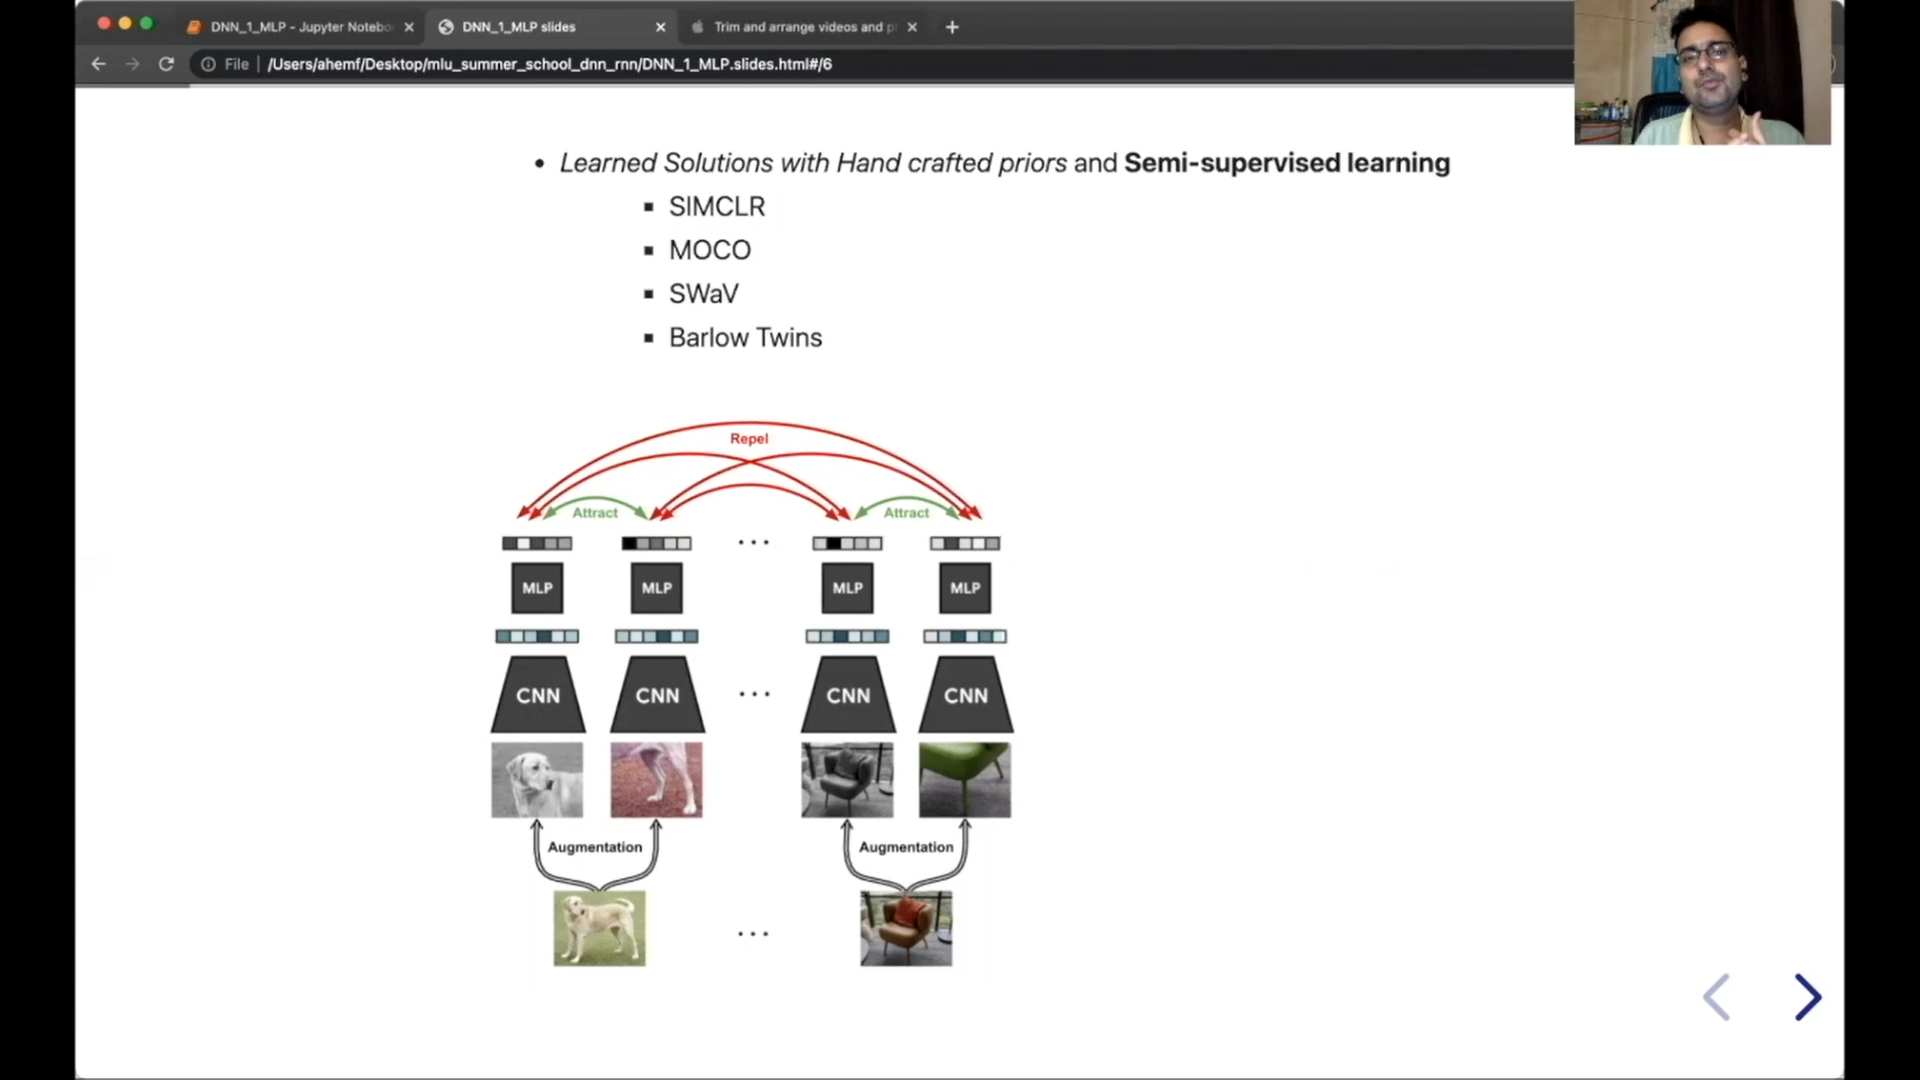 DNN_1_MLP - Jupyter Notebo
DNN_1_MLP slides
Trim and arrange videos and p
File
/Users/ahemf/Desktop/mlu_summer_school_dnn_rnn/DNN_1_MLP.slides.html#/6
Learned Solutions with Hand crafted priors and Semi-supervised learning
SIMCLR
MOCO
SWaV
Barlow Twins
Repel
Attract Attract
...
MLP MLP MLP MLP
CNN CNN ... CNN CNN
Augmentation Augmentation
...